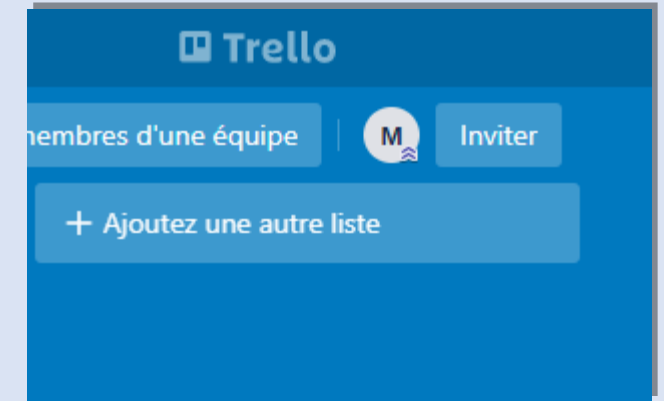 Trello
membres d'une équipe M Inviter
+ Ajoutez une autre liste